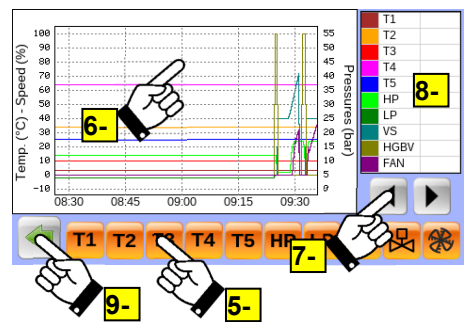 100
90
80
70
60
50
40
30
20
10
0
-10
Temp. (°C) - Speed (%)
08:30 08:45 09:00 09:15 09:30
55
50
45
40
35
30
25
20
15
10
5
0
Pressures (bar)
T1
T2
T3
T4
T5
HP
LP
VS
HGBV
FAN
6-
8-
T1 T2 T3 T4 T5 HP LP
7-
9-
5-